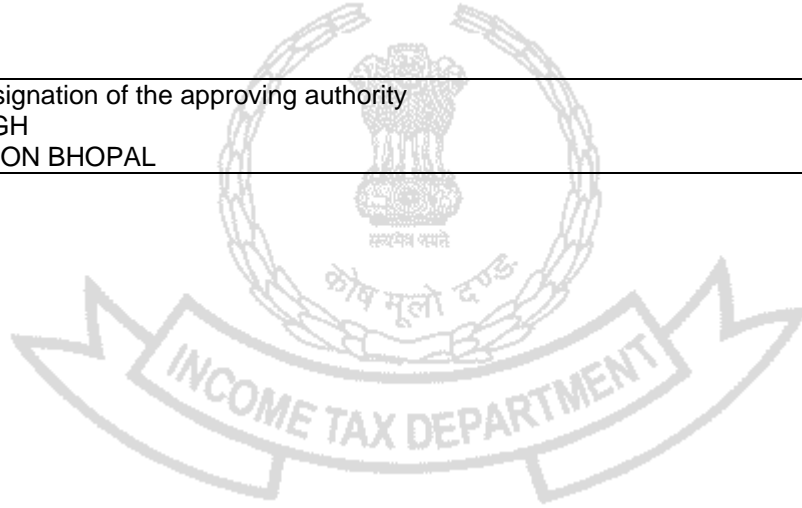 signation of the approving authority
GH
ON BHOPAL
सत्यमेव जयते
कोष मूलो दण्डः
INCOME TAX DEPARTMENT